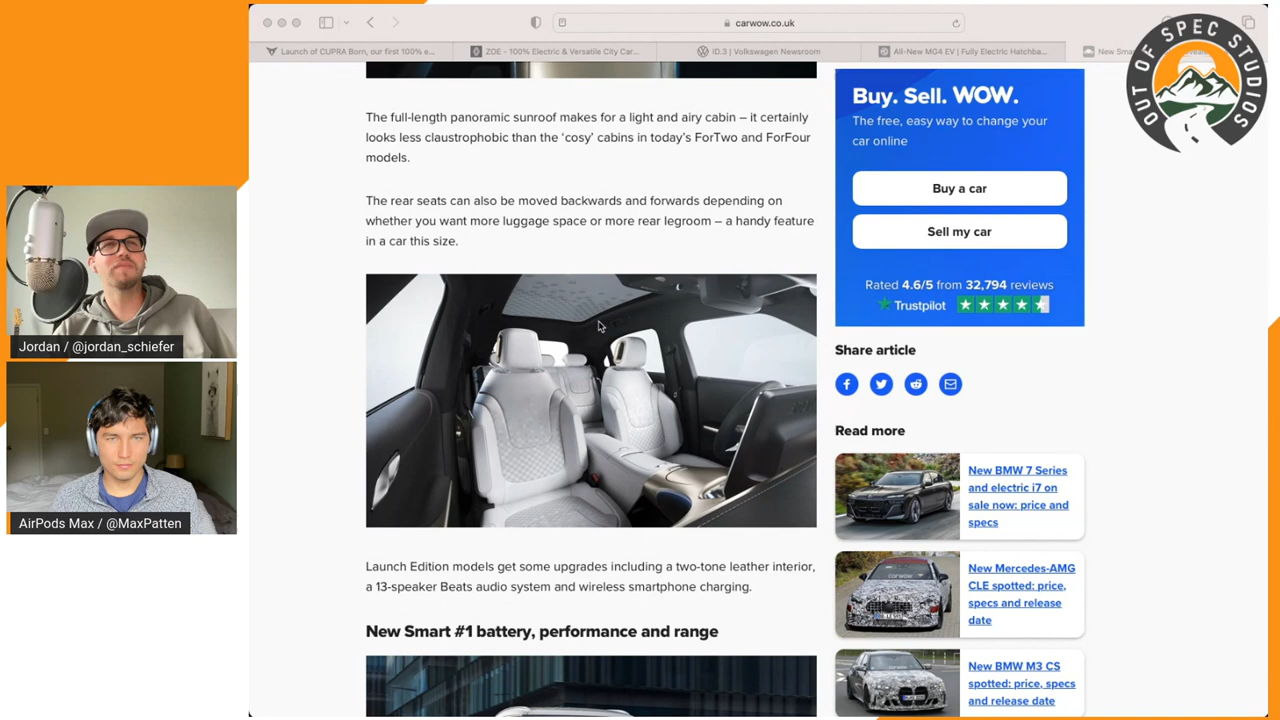 carwow.co.uk
Launch of CUPRA Born, our first 100% e...
ZOE - 100% Electric & Versatile City Car...
ID.3 | Volkswagen Newsroom
All-New MG4 EV | Fully Electric Hatchba...
New Sma
OUT OF SPEC STUDIOS
The full-length panoramic sunroof makes for a light and airy cabin – it certainly
looks less claustrophobic than the ‘cosy’ cabins in today’s ForTwo and ForFour
models.
The rear seats can also be moved backwards and forwards depending on
whether you want more luggage space or more rear legroom – a handy feature
in a car this size.
Launch Edition models get some upgrades including a two-tone leather interior,
a 13-speaker Beats audio system and wireless smartphone charging.
New Smart #1 battery, performance and range
Buy. Sell. WOW.
The free, easy way to change your
car online
Buy a car
Sell my car
Rated 4.6/5 from 32,794 reviews
Trustpilot
Share article
Read more
New BMW 7 Series
and electric i7 on
sale now: price and
specs
New Mercedes-AMG
CLE spotted: price,
specs and release
date
New BMW M3 CS
spotted: price, specs
and release date
Jordan / @jordan_schiefer
AirPods Max / @MaxPatten